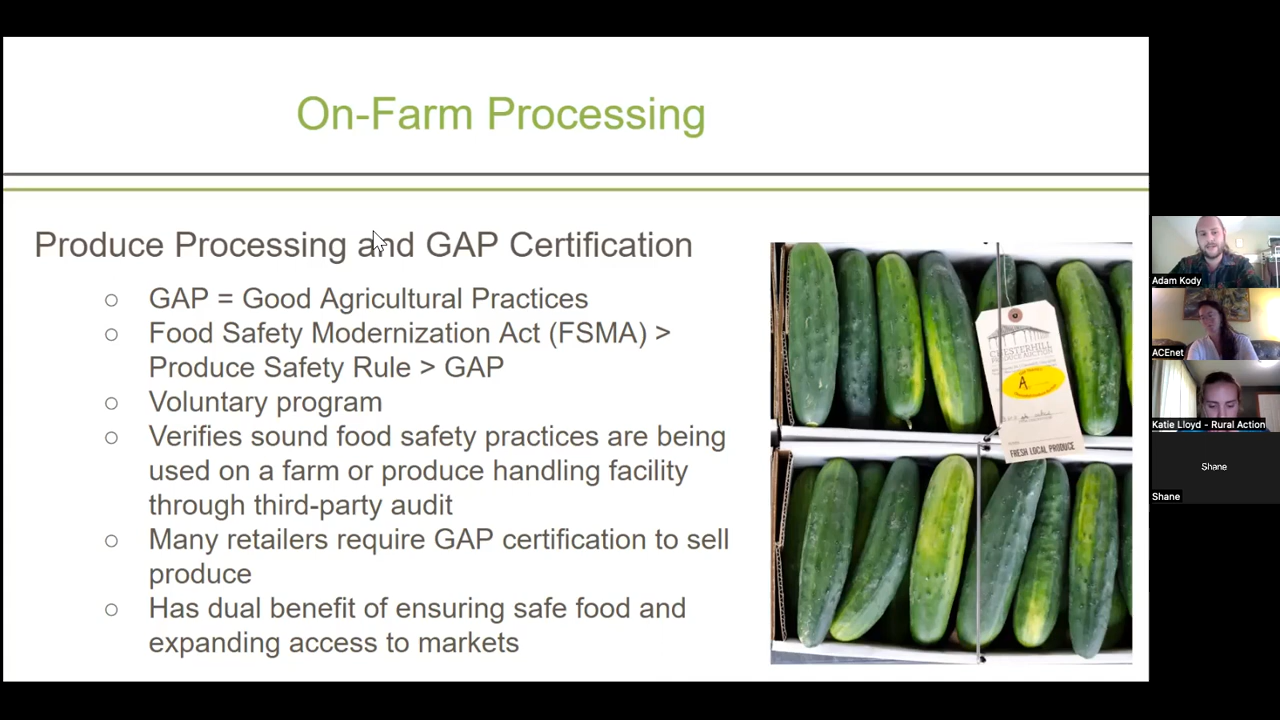 On-Farm Processing
Produce Processing and GAP Certification
○ GAP = Good Agricultural Practices
○ Food Safety Modernization Act (FSMA) >
Produce Safety Rule > GAP
○ Voluntary program
○ Verifies sound food safety practices are being
used on a farm or produce handling facility
through third-party audit
○ Many retailers require GAP certification to sell
produce
○ Has dual benefit of ensuring safe food and
expanding access to markets
CHESTERHILL
PRODUCE AUCTION
A
FRESH LOCAL PRODUCE
Adam Kody
ACEnet
Katie Lloyd - Rural Action
Shane
Shane